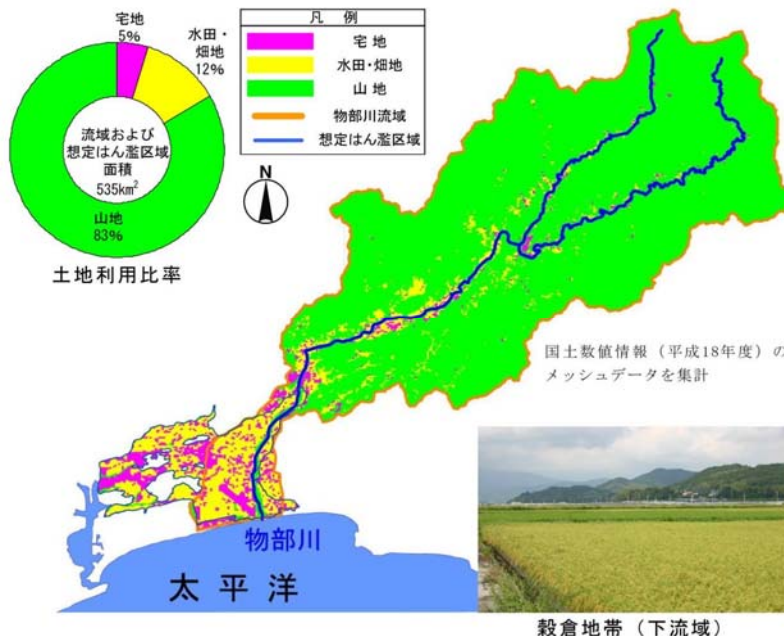 宅地
5%
水田・
畑地
12%
流域および
想定はん濫区域
面積
535km²
山地
83%
土地利用比率
凡 例
宅 地
水田・畑地
山 地
物部川流域
想定はん濫区域
N
国土数値情報（平成18年度）の
メッシュデータを集計
物部川
太 平 洋
穀倉地帯（下流域）